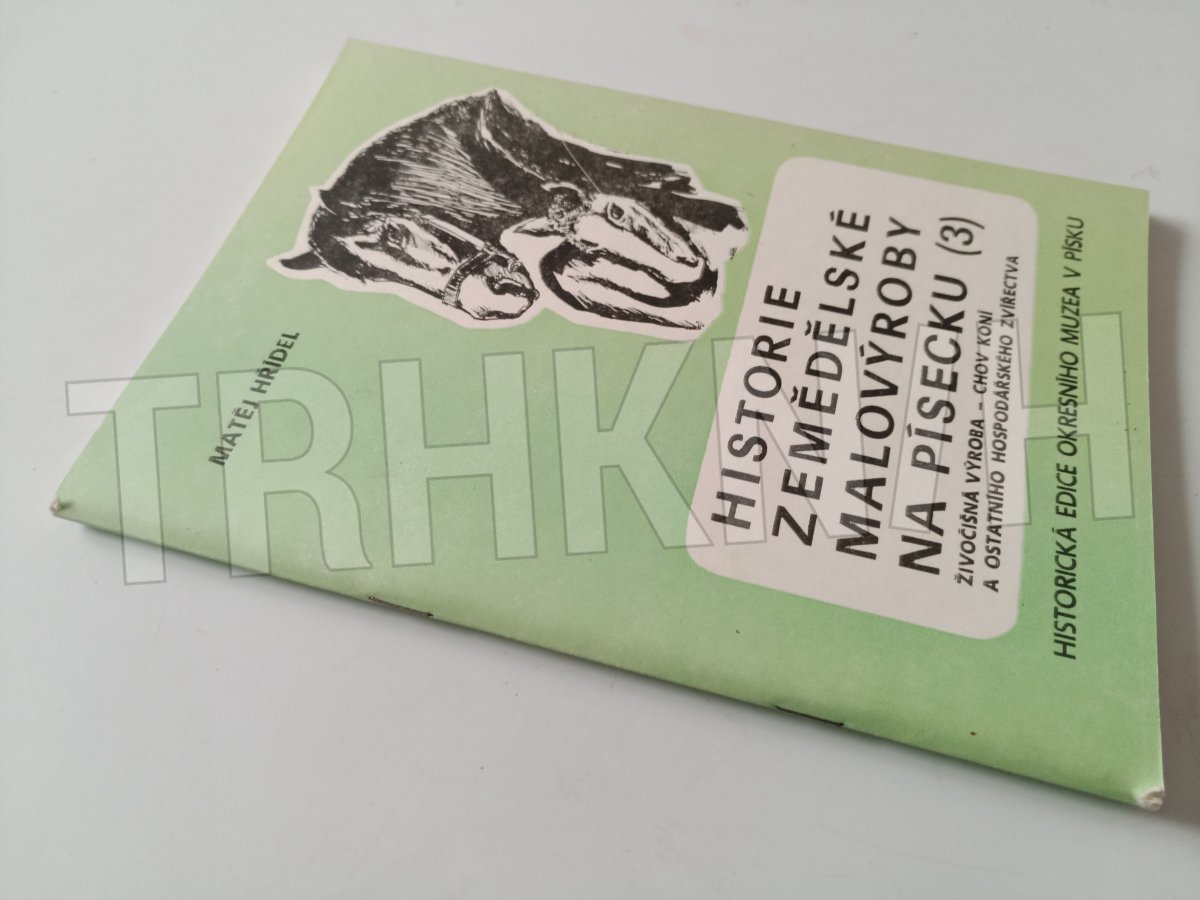 MATĚJ HŘÍDEL
HISTORIE
ZEMĚDĚLSKÉ
MALOVÝROBY
NA PÍSECKU (3)
ŽIVOČIŠNÁ VÝROBA – CHOV KONÍ
A OSTATNÍHO HOSPODÁŘSKÉHO ZVÍŘECTVA
HISTORICKÁ EDICE OKRESNÍHO MUZEA V PÍSKU
TRHKNIH